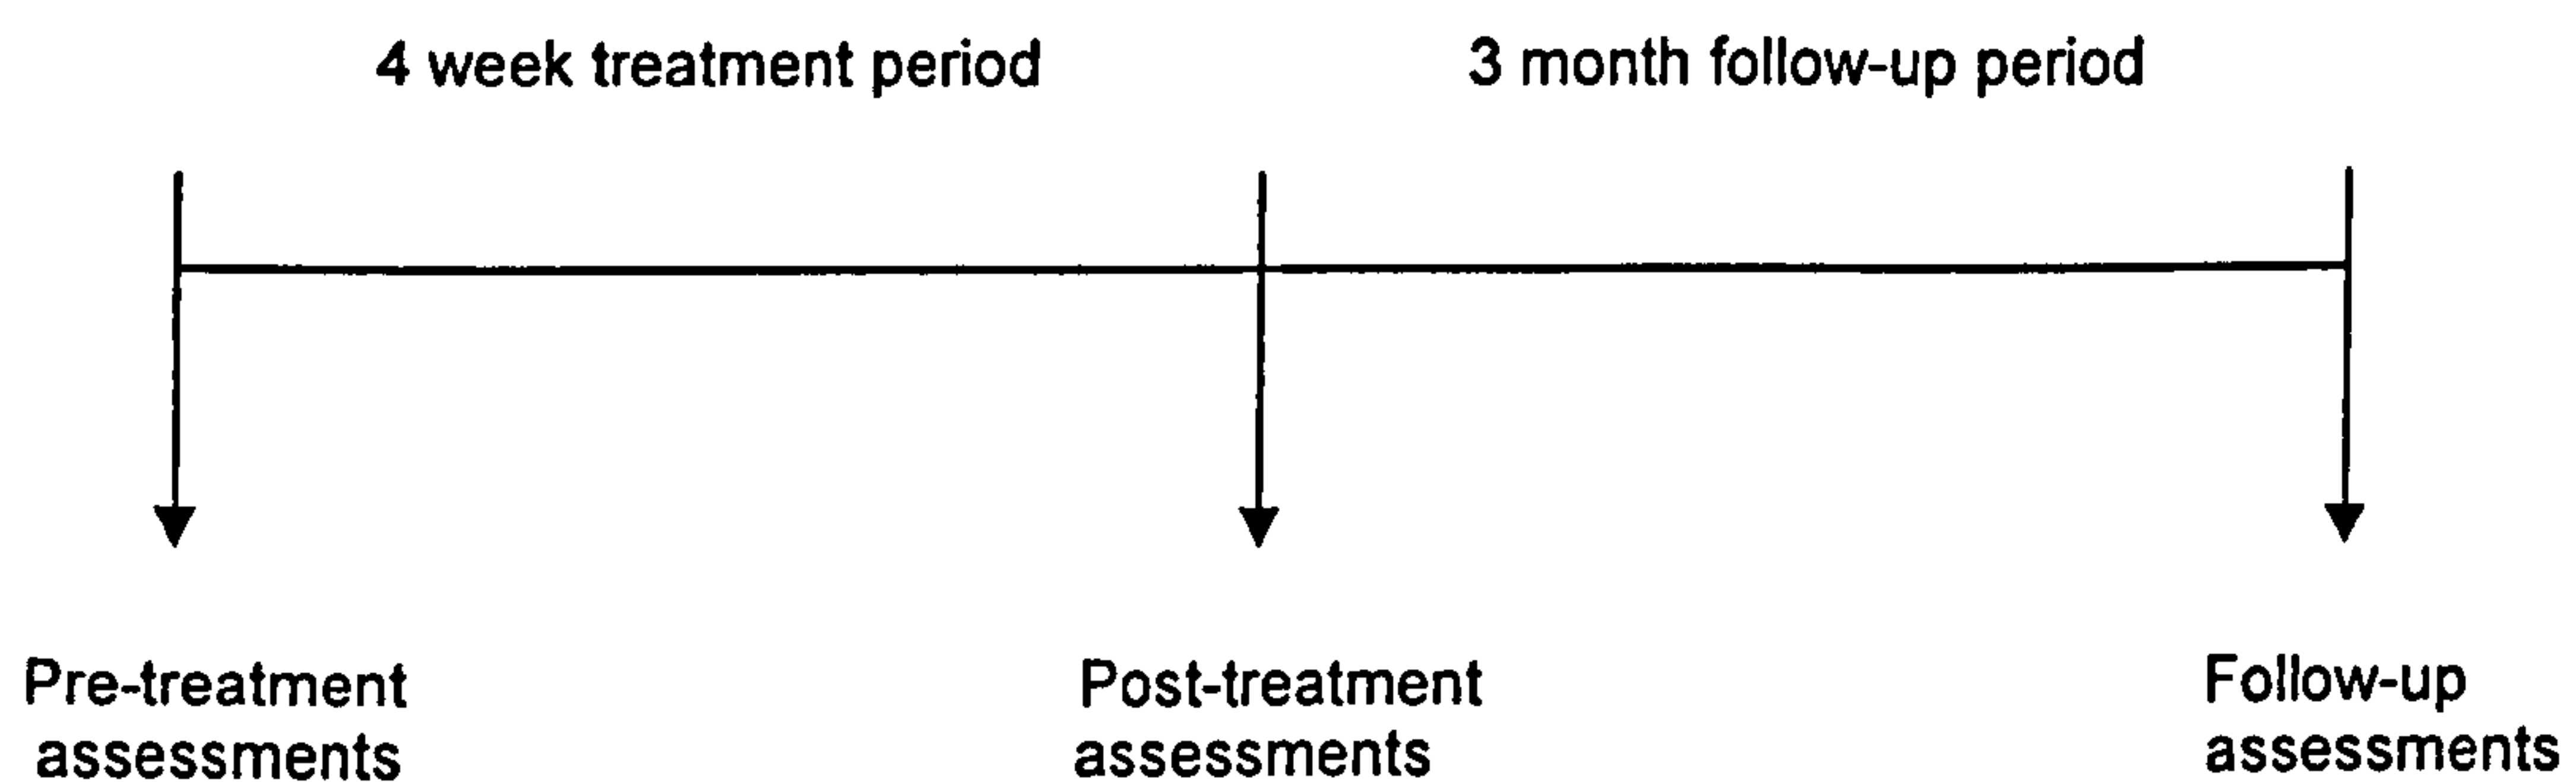 4 week treatment period
3 month follow-up period
Pre-treatment
assessments
Post-treatment
assessments
Follow-up
assessments